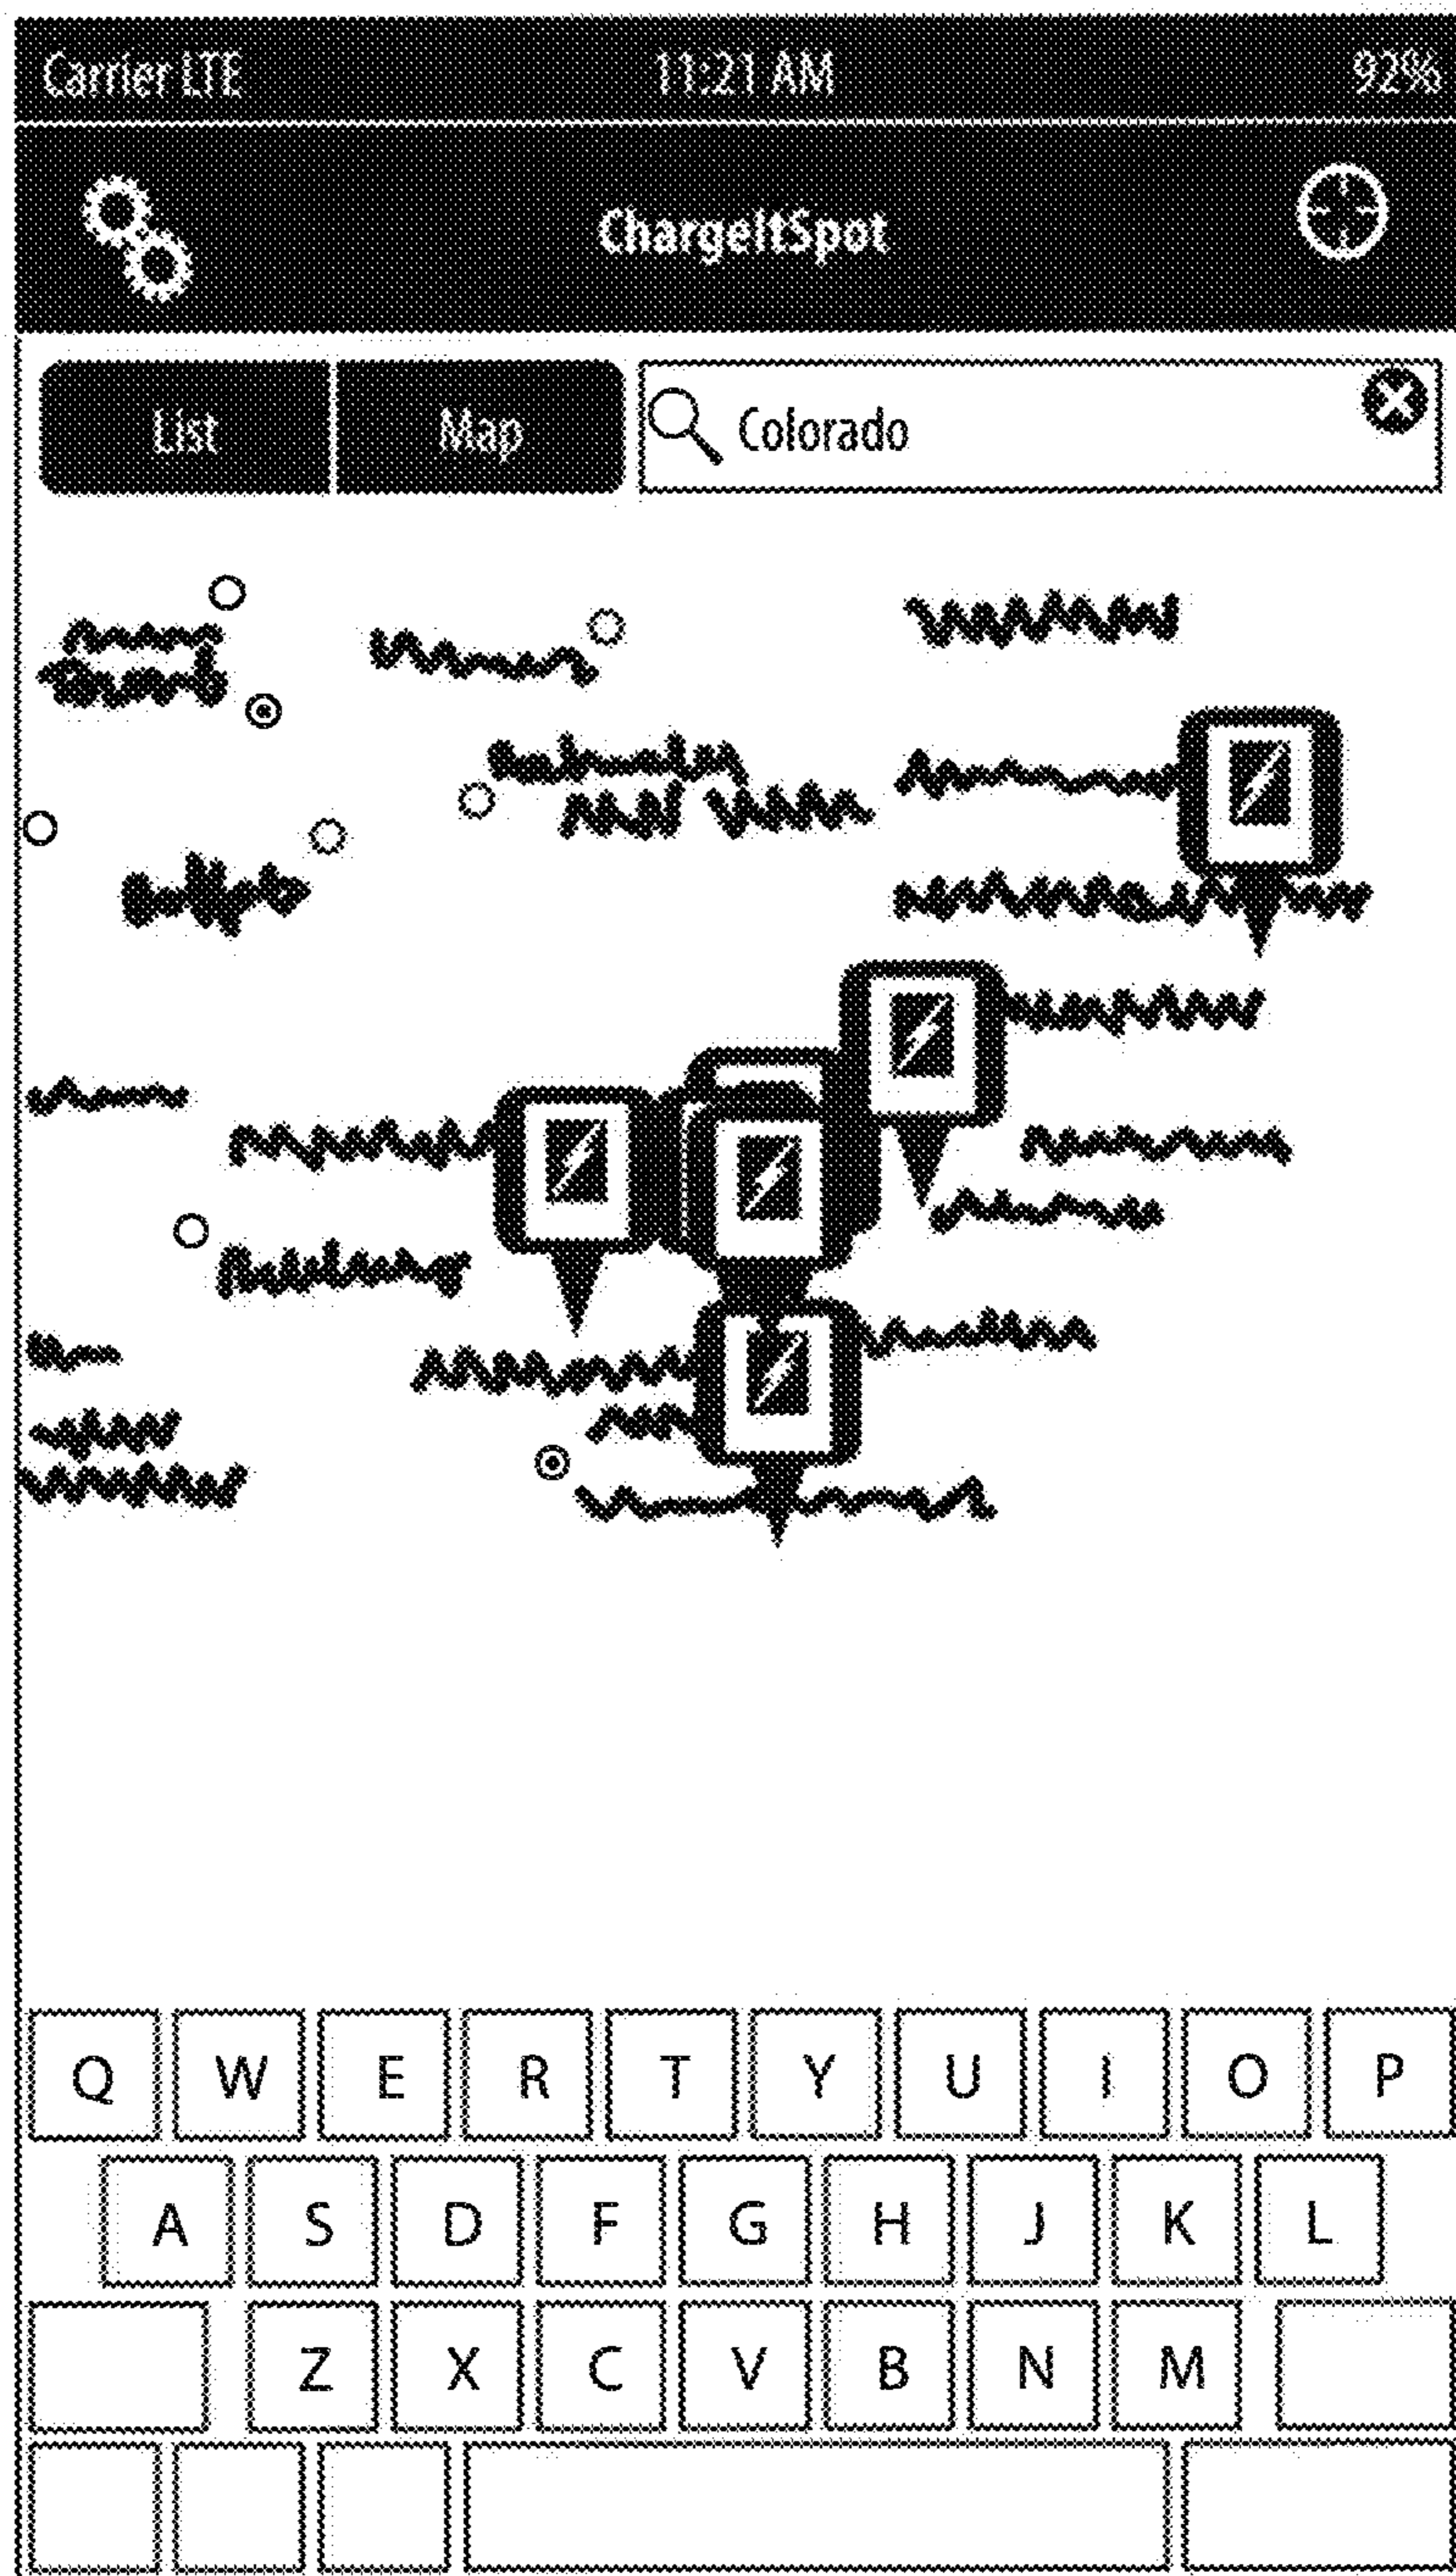 Carrier LTE 11:21 AM 92%
ChargeItSpot
List Map Colorado
Q W E R T Y U I O P
A S D F G H J K L
Z X C V B N M